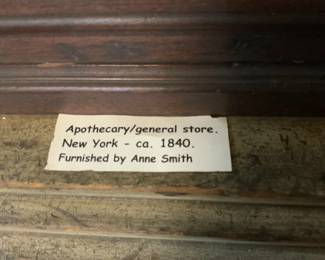 Apothecary/general store.
New York - ca. 1840.
Furnished by Anne Smith